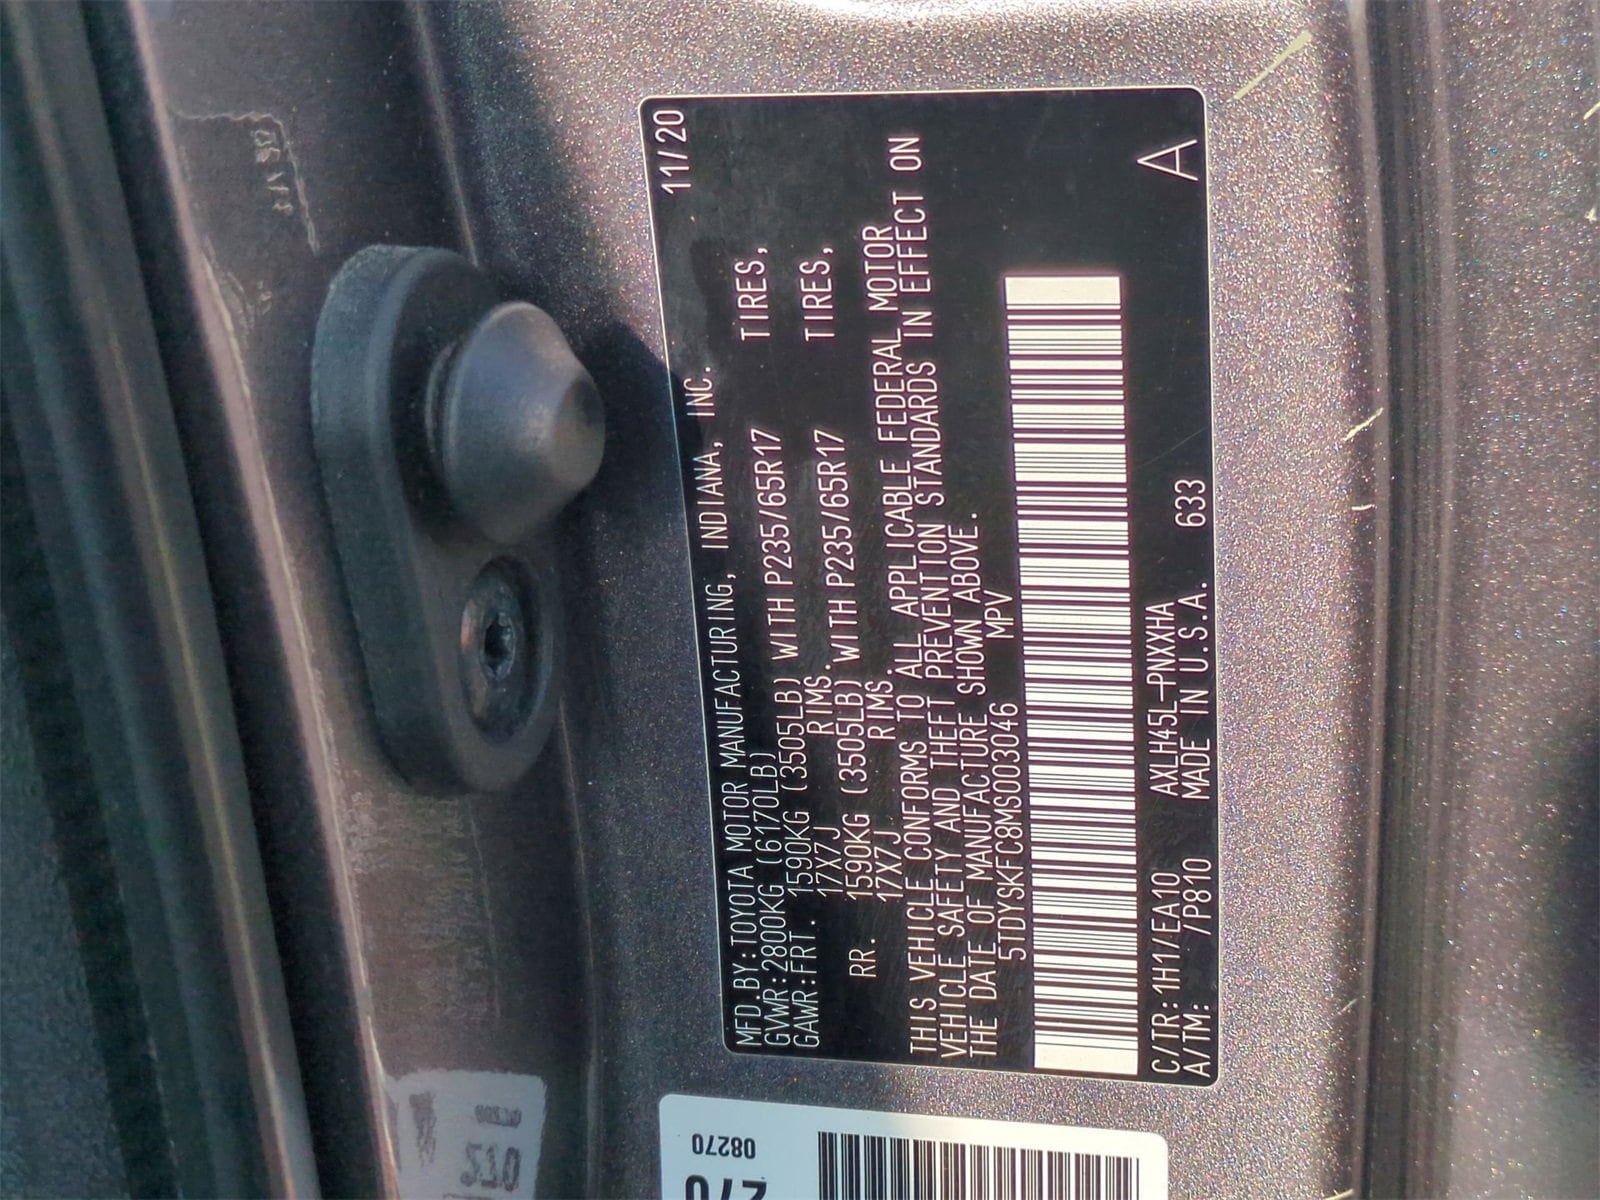 11/20
MFD.BY:TOYOTA MOTOR MANUFACTURING, INDIANA, INC.
GVWR:2800KG (6170LB)
GAWR:FRT. 1590KG (3505LB) WITH P235/65R17 TIRES,
17X7J RIMS.
RR. 1590KG (3505LB) WITH P235/65R17 TIRES,
17X7J RIMS.
THIS VEHICLE CONFORMS TO ALL APPLICABLE FEDERAL MOTOR
VEHICLE SAFETY AND THEFT PREVENTION STANDARDS IN EFFECT ON
THE DATE OF MANUFACTURE SHOWN ABOVE.
5TDYSKFC8MS003046 MPV
C/TR:1H1/EA10 AXLH45L-PNXXHA
A/TM: /P810 MADE IN U.S.A. 633
A
08270
270